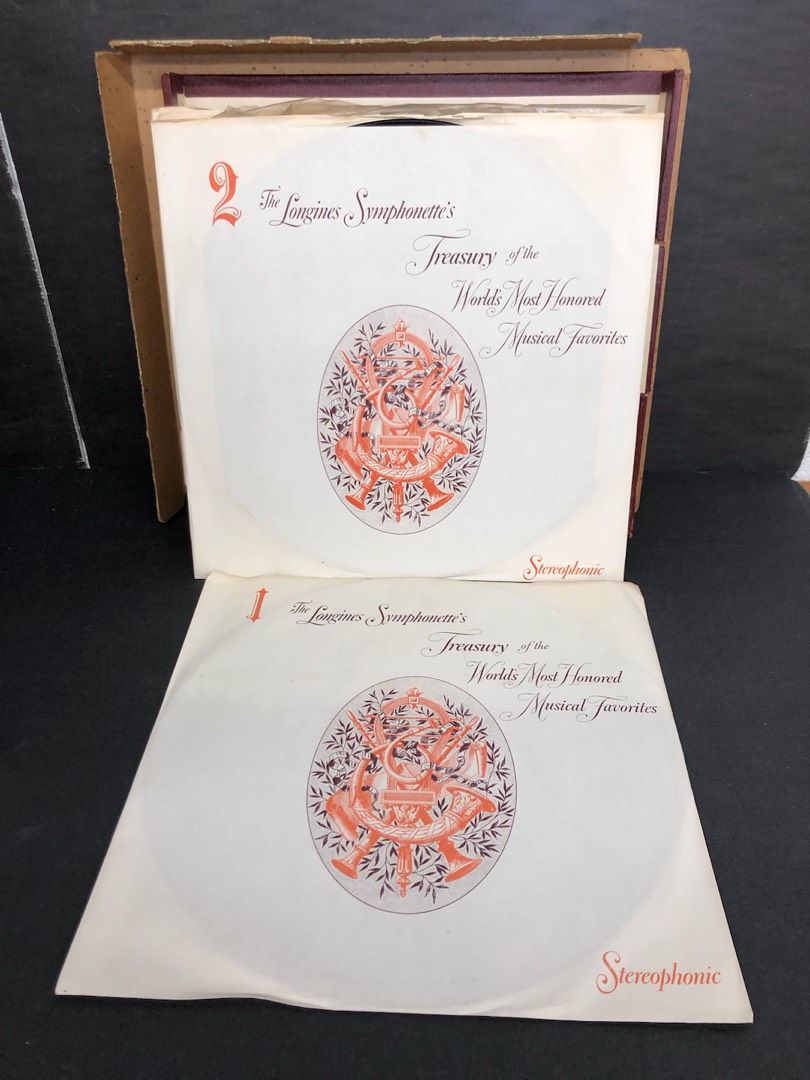 2
The Longines Symphonette's
Treasury of the
World's Most Honored
Musical Favorites
Stereophonic
1
The Longines Symphonette's
Treasury of the
World's Most Honored
Musical Favorites
Stereophonic